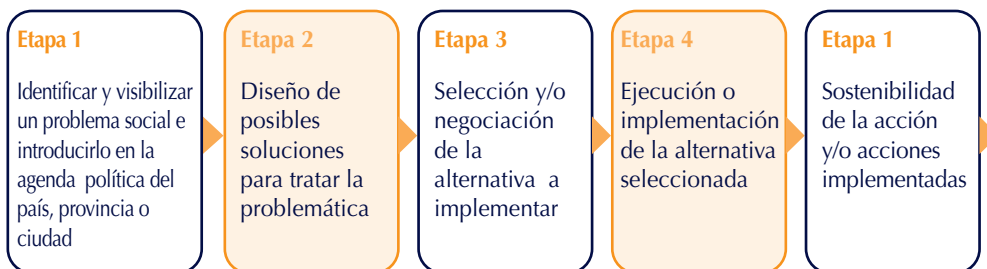 Etapa 1
Identificar y visibilizar
un problema social e
introducirlo en la
agenda política del
país, provincia o
ciudad
Etapa 2
Diseño de
posibles
soluciones
para tratar la
problemática
Etapa 3
Selección y/o
negociación
de la
alternativa a
implementar
Etapa 4
Ejecución o
implementación
de la alternativa
seleccionada
Etapa 1
Sostenibilidad
de la acción
y/o acciones
implementadas